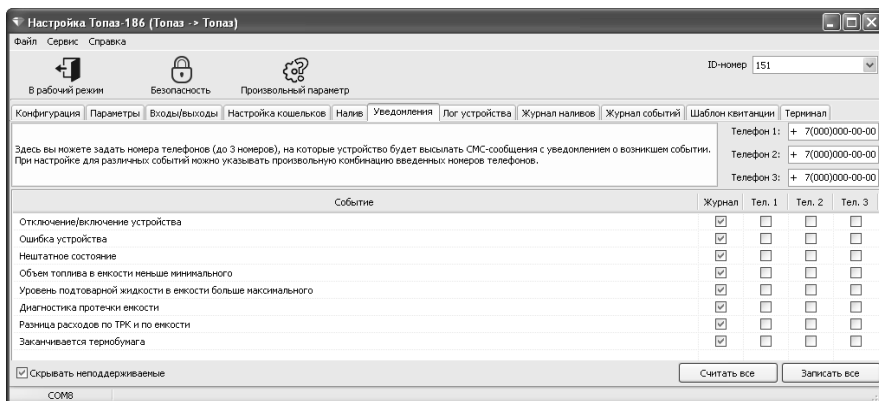 Настройка Топаз-186 (Топаз -> Топаз)
Файл Сервис Справка
В рабочий режим Безопасность Произвольный параметр ID-номер 151
Конфигурация Параметры Входы/выходы Настройка кошельков Налив Уведомления Лог устройства Журнал наливов Журнал событий Шаблон квитанции Терминал
Здесь вы можете задать номера телефонов (до 3 номеров), на которые устройство будет высылать СМС-сообщения с уведомлением о возникшем событии.
При настройке для различных событий можно указывать произвольную комбинацию введенных номеров телефонов.
Телефон 1: + 7(000)000-00-00
Телефон 2: + 7(000)000-00-00
Телефон 3: + 7(000)000-00-00
Событие Журнал Тел. 1 Тел. 2 Тел. 3
Отключение/включение устройства
Ошибка устройства
Нештатное состояние
Объем топлива в емкости меньше минимального
Уровень подтоварной жидкости в емкости больше максимального
Диагностика протечки емкости
Разница расходов по ТРК и по емкости
Заканчивается термобумага
Скрывать неподдерживаемые Считать все Записать все
COM8